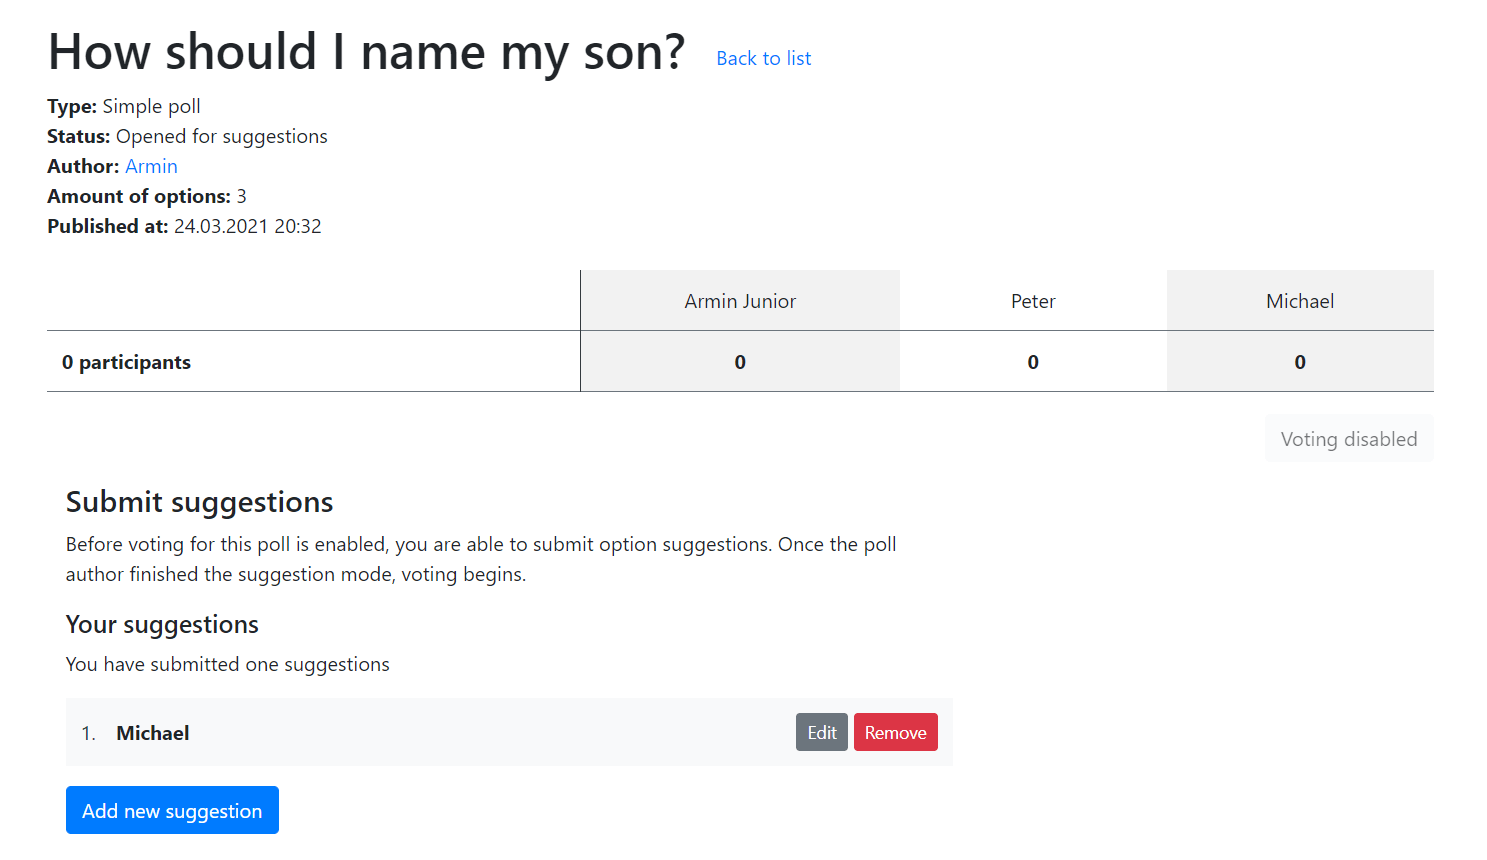 How should I name my son? Back to list
Type: Simple poll
Status: Opened for suggestions
Author: Armin
Amount of options: 3
Published at: 24.03.2021 20:32
Armin Junior Peter Michael
0 participants 0 0 0
Voting disabled
Submit suggestions
Before voting for this poll is enabled, you are able to submit option suggestions. Once the poll
author finished the suggestion mode, voting begins.
Your suggestions
You have submitted one suggestions
1. Michael Edit Remove
Add new suggestion